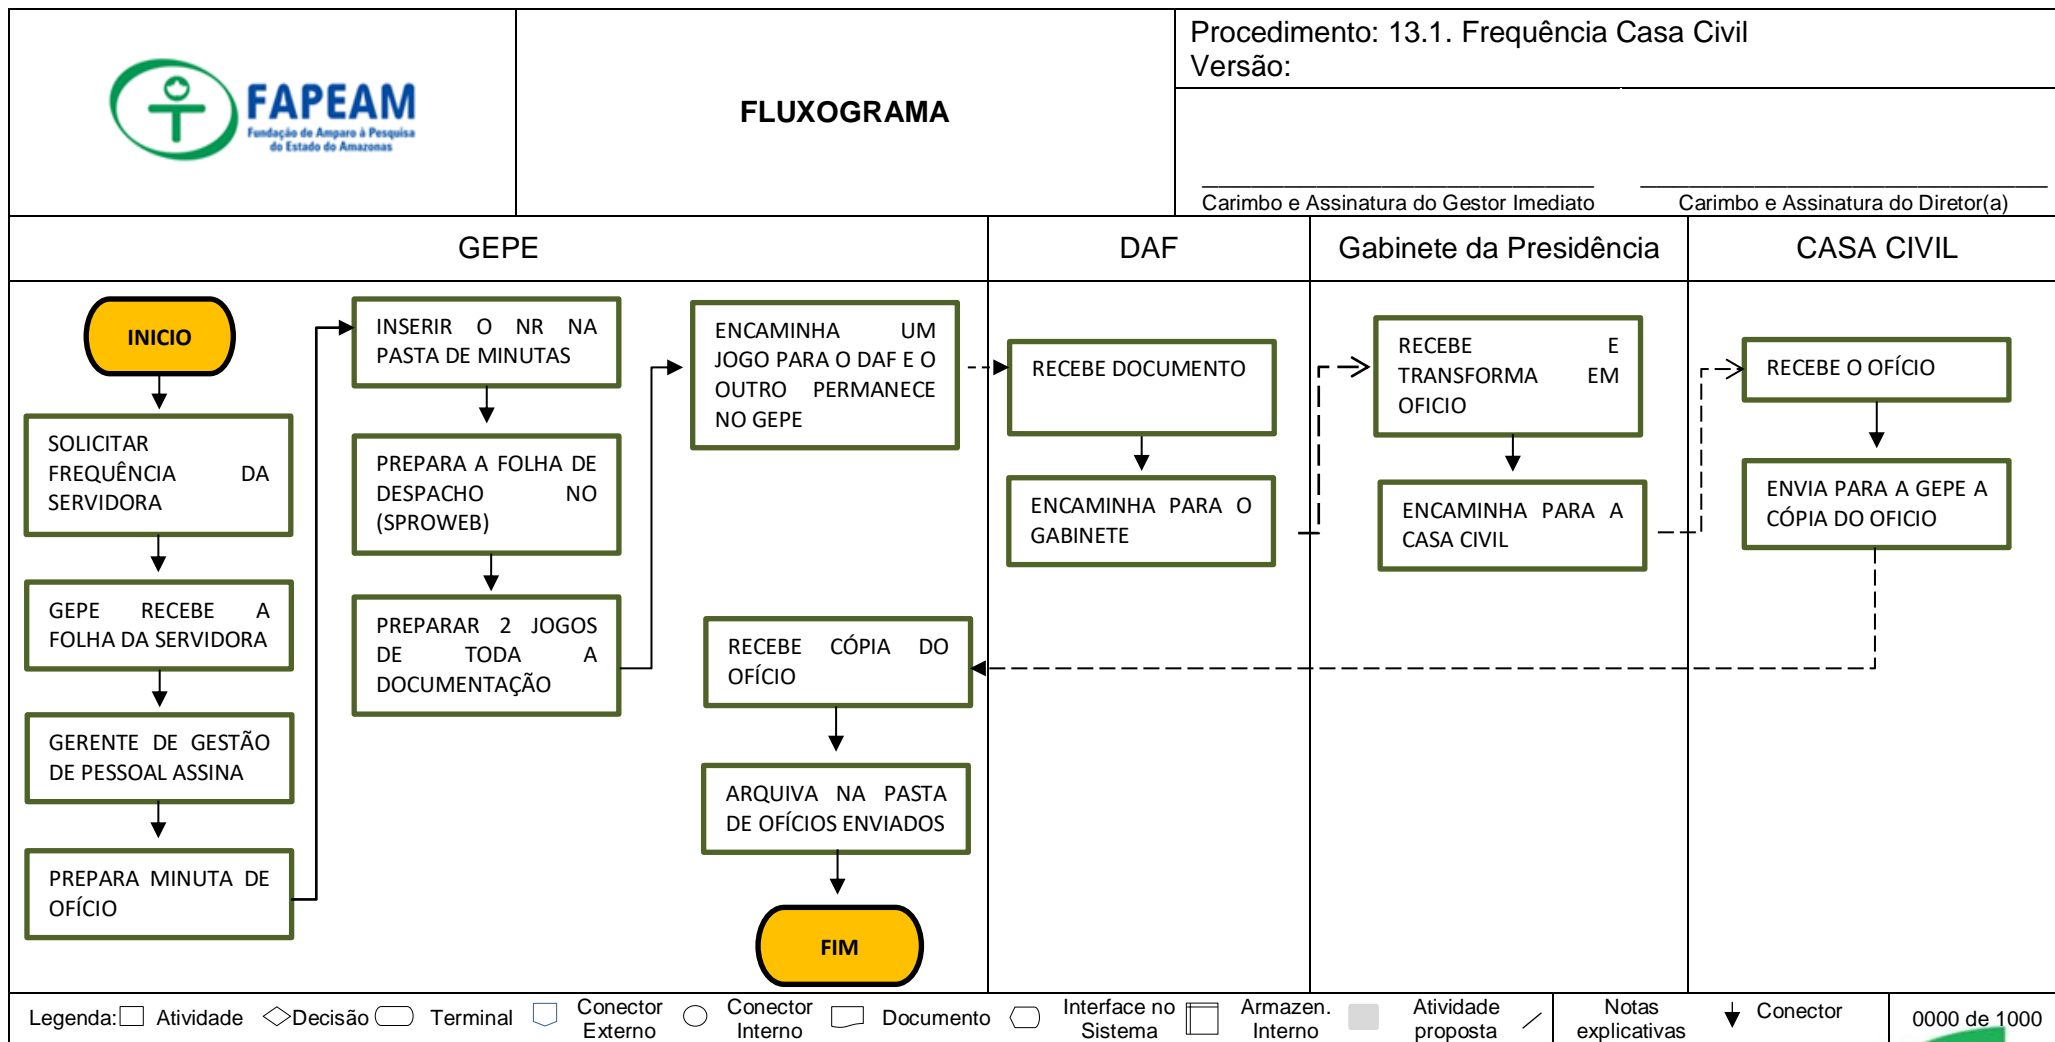 FAPEAM
Fundação de Amparo à Pesquisa
do Estado do Amazonas
FLUXOGRAMA
Procedimento: 13.1. Frequência Casa Civil
Versão:
Carimbo e Assinatura do Gestor Imediato
Carimbo e Assinatura do Diretor(a)
GEPE
DAF
Gabinete da Presidência
CASA CIVIL
INICIO
SOLICITAR
FREQUÊNCIA DA
SERVIDORA
GEPE RECEBE A
FOLHA DA SERVIDORA
GERENTE DE GESTÃO
DE PESSOAL ASSINA
PREPARA MINUTA DE
OFÍCIO
INSERIR O NR NA
PASTA DE MINUTAS
PREPARA A FOLHA DE
DESPACHO NO
(SPROWEB)
PREPARAR 2 JOGOS
DE TODA A
DOCUMENTAÇÃO
ENCAMINHA UM
JOGO PARA O DAF E O
OUTRO PERMANECE
NO GEPE
RECEBE DOCUMENTO
ENCAMINHA PARA O
GABINETE
RECEBE E
TRANSFORMA EM
OFICIO
ENCAMINHA PARA A
CASA CIVIL
RECEBE O OFÍCIO
ENVIA PARA A GEPE A
CÓPIA DO OFICIO
RECEBE CÓPIA DO
OFÍCIO
ARQUIVA NA PASTA
DE OFÍCIOS ENVIADOS
FIM
Legenda:
Atividade
Decisão
Terminal
Conector
Externo
Conector
Interno
Documento
Interface no
Sistema
Armazen.
Interno
Atividade
proposta
Notas
explicativas
Conector
0000 de 1000